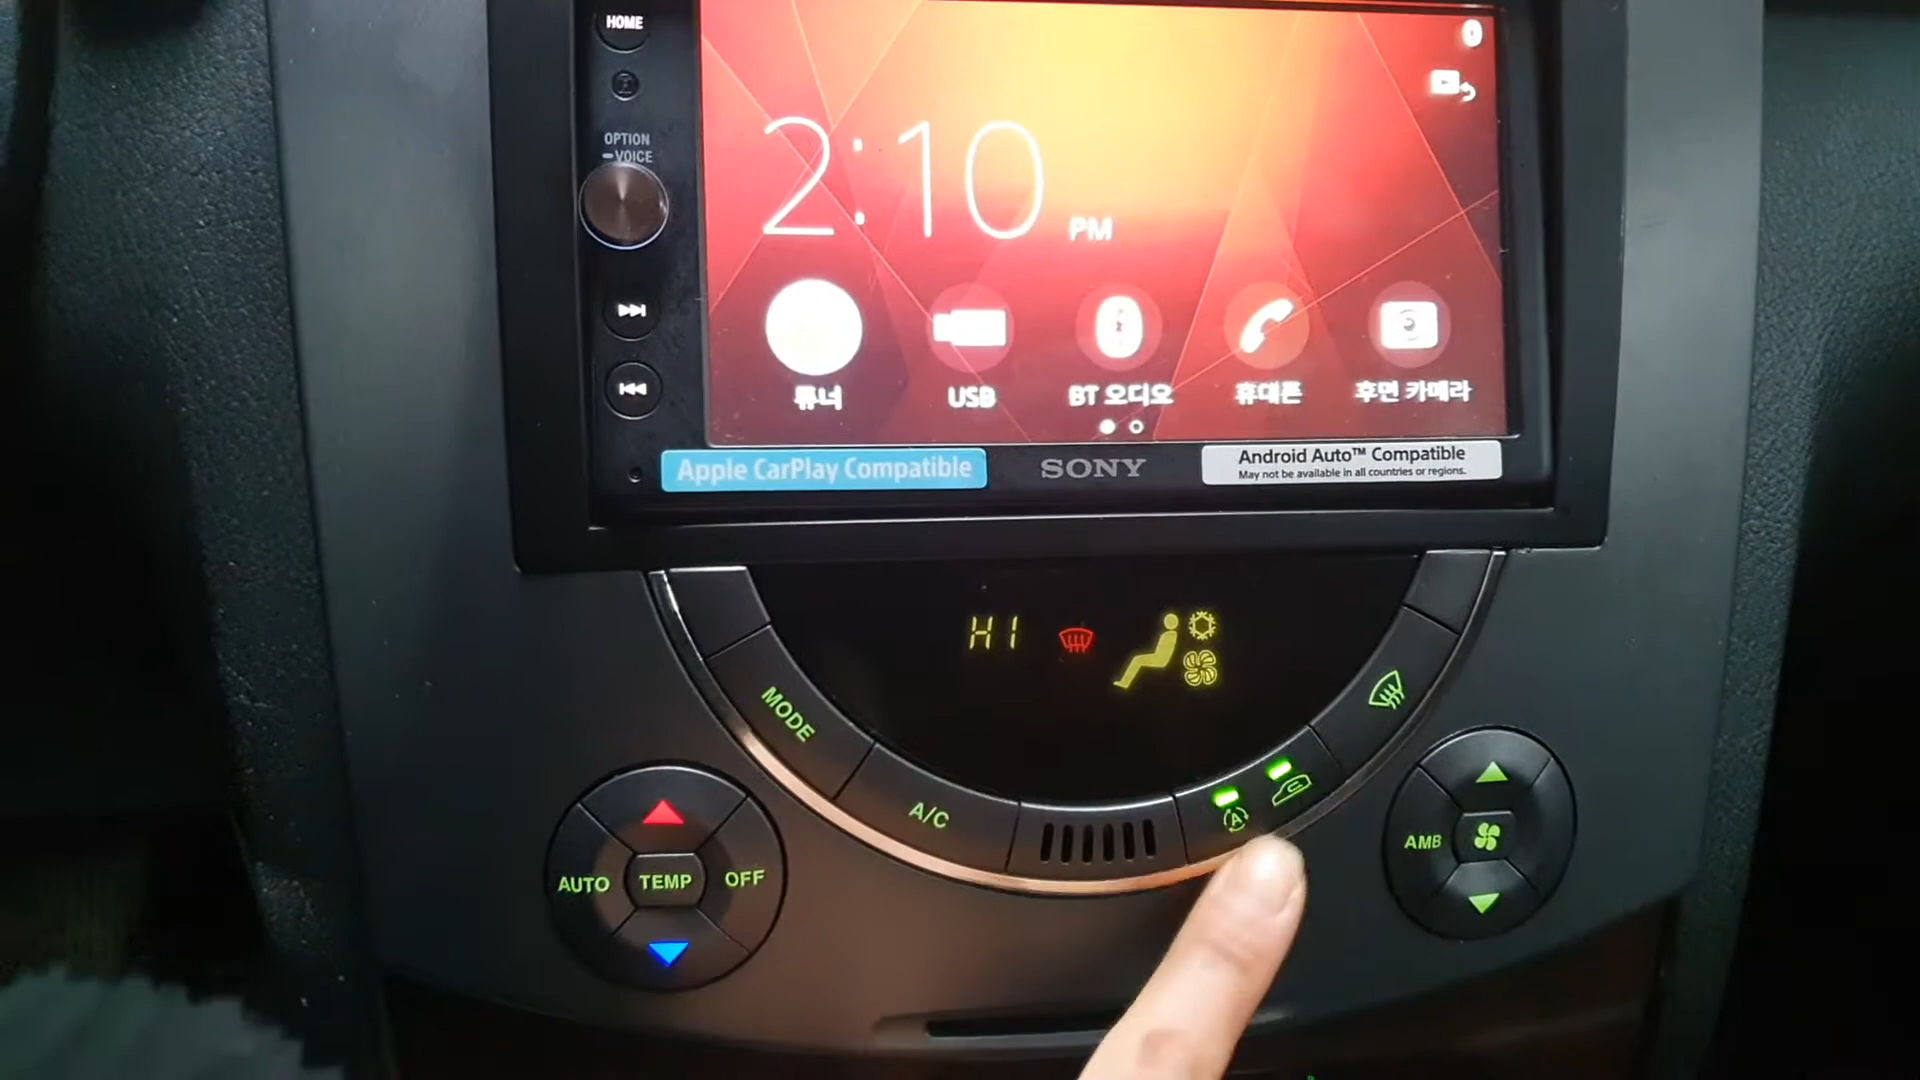 HOME
OPTION
VOICE
2:10 PM
튜너
USB
BT 오디오
휴대폰
후면 카메라
Apple CarPlay Compatible
SONY
Android Auto™ Compatible
May not be available in all countries or regions.
HI
MODE
A/C
A
AUTO
TEMP
OFF
AMB